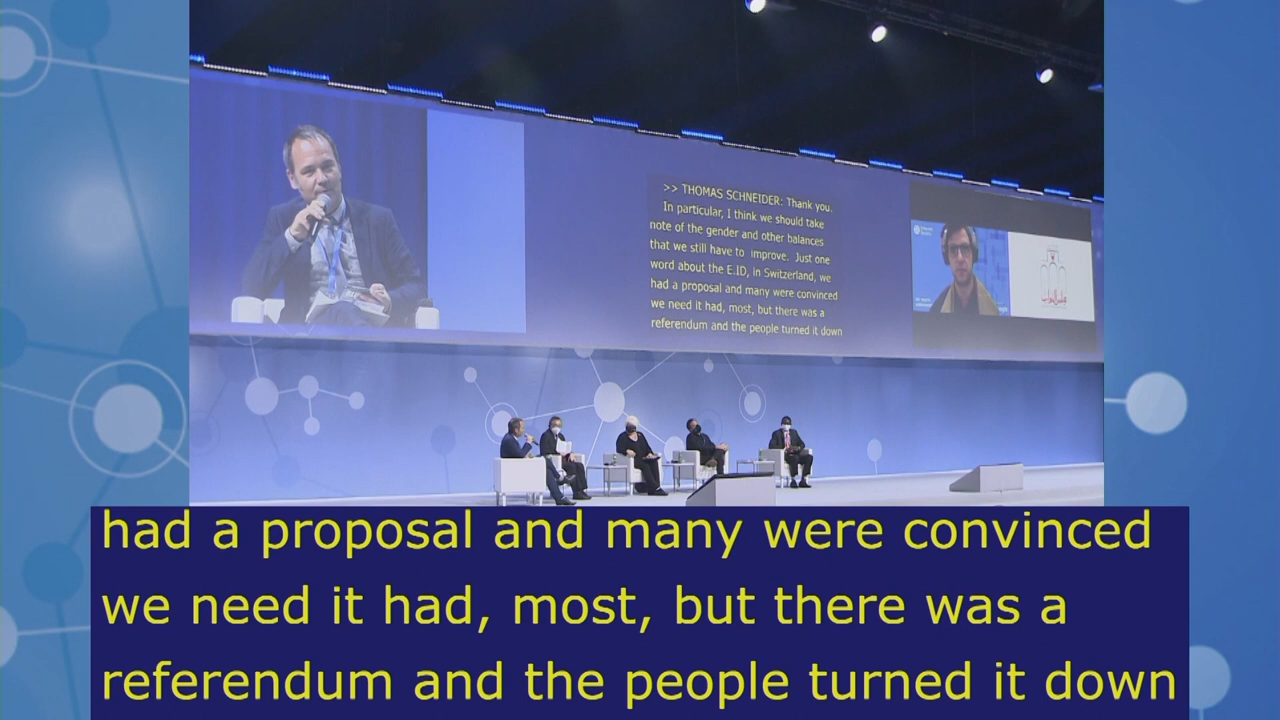 >> THOMAS SCHNEIDER: Thank you.
In particular, I think we should take
note of the gender and other balances
that we still have to improve. Just one
word about the E.ID, in Switzerland, we
had a proposal and many were convinced
we need it had, most, but there was a
referendum and the people turned it down
had a proposal and many were convinced
we need it had, most, but there was a
referendum and the people turned it down